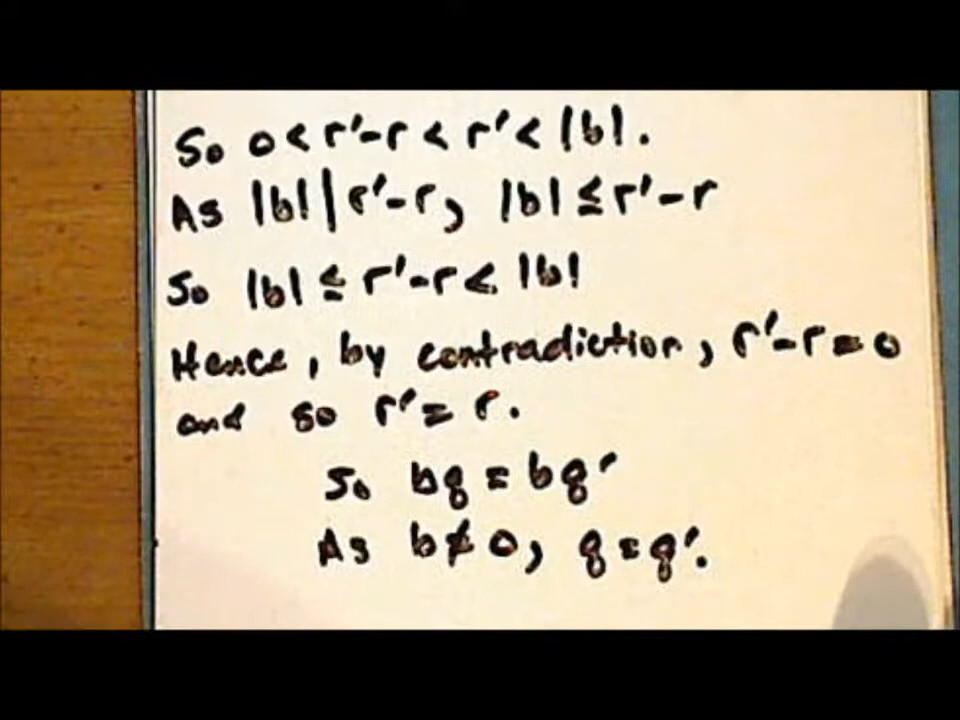 So 0 < r'-r < r' < |b|.
As |b| | r'-r, |b| ≤ r'-r
So |b| ≤ r'-r < |b|
Hence, by contradiction, r'-r = 0
and so r' = r.
So bq = bq'
As b ≠ 0, q = q'.